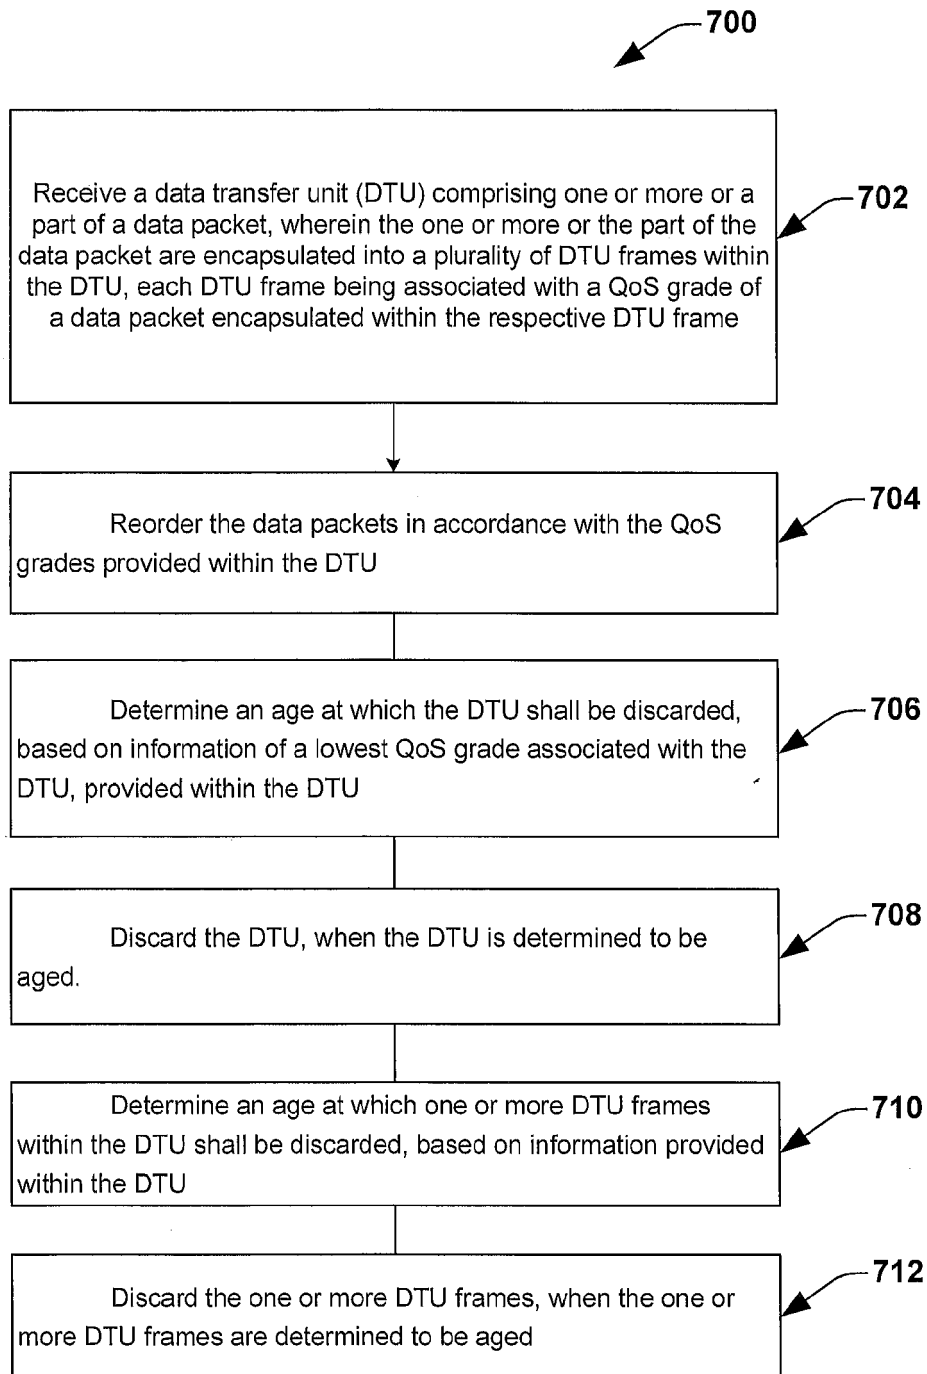 700
Receive a data transfer unit (DTU) comprising one or more or a
part of a data packet, wherein the one or more or the part of the
data packet are encapsulated into a plurality of DTU frames within
the DTU, each DTU frame being associated with a QoS grade of
a data packet encapsulated within the respective DTU frame
702
Reorder the data packets in accordance with the QoS
grades provided within the DTU
704
Determine an age at which the DTU shall be discarded,
based on information of a lowest QoS grade associated with the
DTU, provided within the DTU
706
Discard the DTU, when the DTU is determined to be
aged.
708
Determine an age at which one or more DTU frames
within the DTU shall be discarded, based on information provided
within the DTU
710
Discard the one or more DTU frames, when the one or
more DTU frames are determined to be aged
712